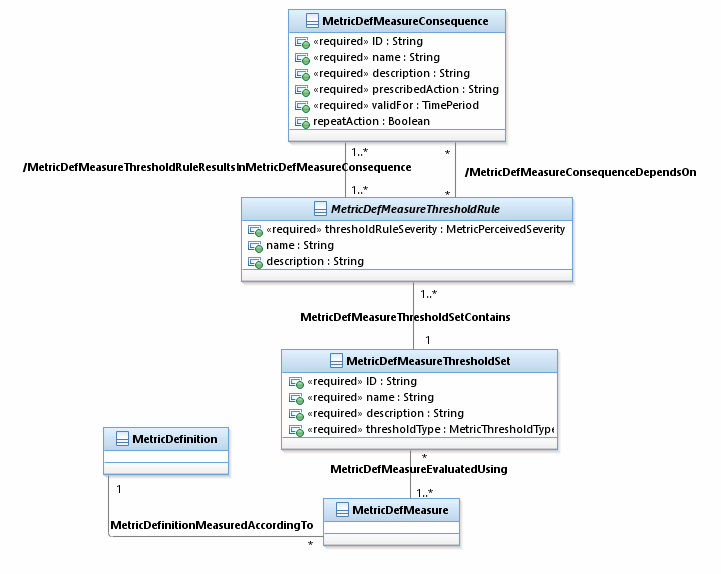 MetricDefMeasureConsequence
«required» ID : String
«required» name : String
«required» description : String
«required» prescribedAction : String
«required» validFor : TimePeriod
repeatAction : Boolean
1..*
*
/MetricDefMeasureThresholdRuleResultsInMetricDefMeasureConsequence
/MetricDefMeasureConsequenceDependsOn
1..*
*
MetricDefMeasureThresholdRule
«required» thresholdRuleSeverity : MetricPerceivedSeverity
name : String
description : String
1..*
MetricDefMeasureThresholdSetContains
1
MetricDefMeasureThresholdSet
«required» ID : String
«required» name : String
«required» description : String
«required» thresholdType : MetricThresholdType
MetricDefinition
*
MetricDefMeasureEvaluatedUsing
1
1..*
MetricDefMeasure
MetricDefinitionMeasuredAccordingTo
*